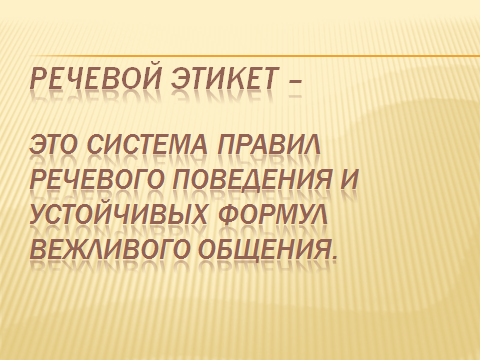 РЕЧЕВОЙ ЭТИКЕТ –
ЭТО СИСТЕМА ПРАВИЛ
РЕЧЕВОГО ПОВЕДЕНИЯ И
УСТОЙЧИВЫХ ФОРМУЛ
ВЕЖЛИВОГО ОБЩЕНИЯ.